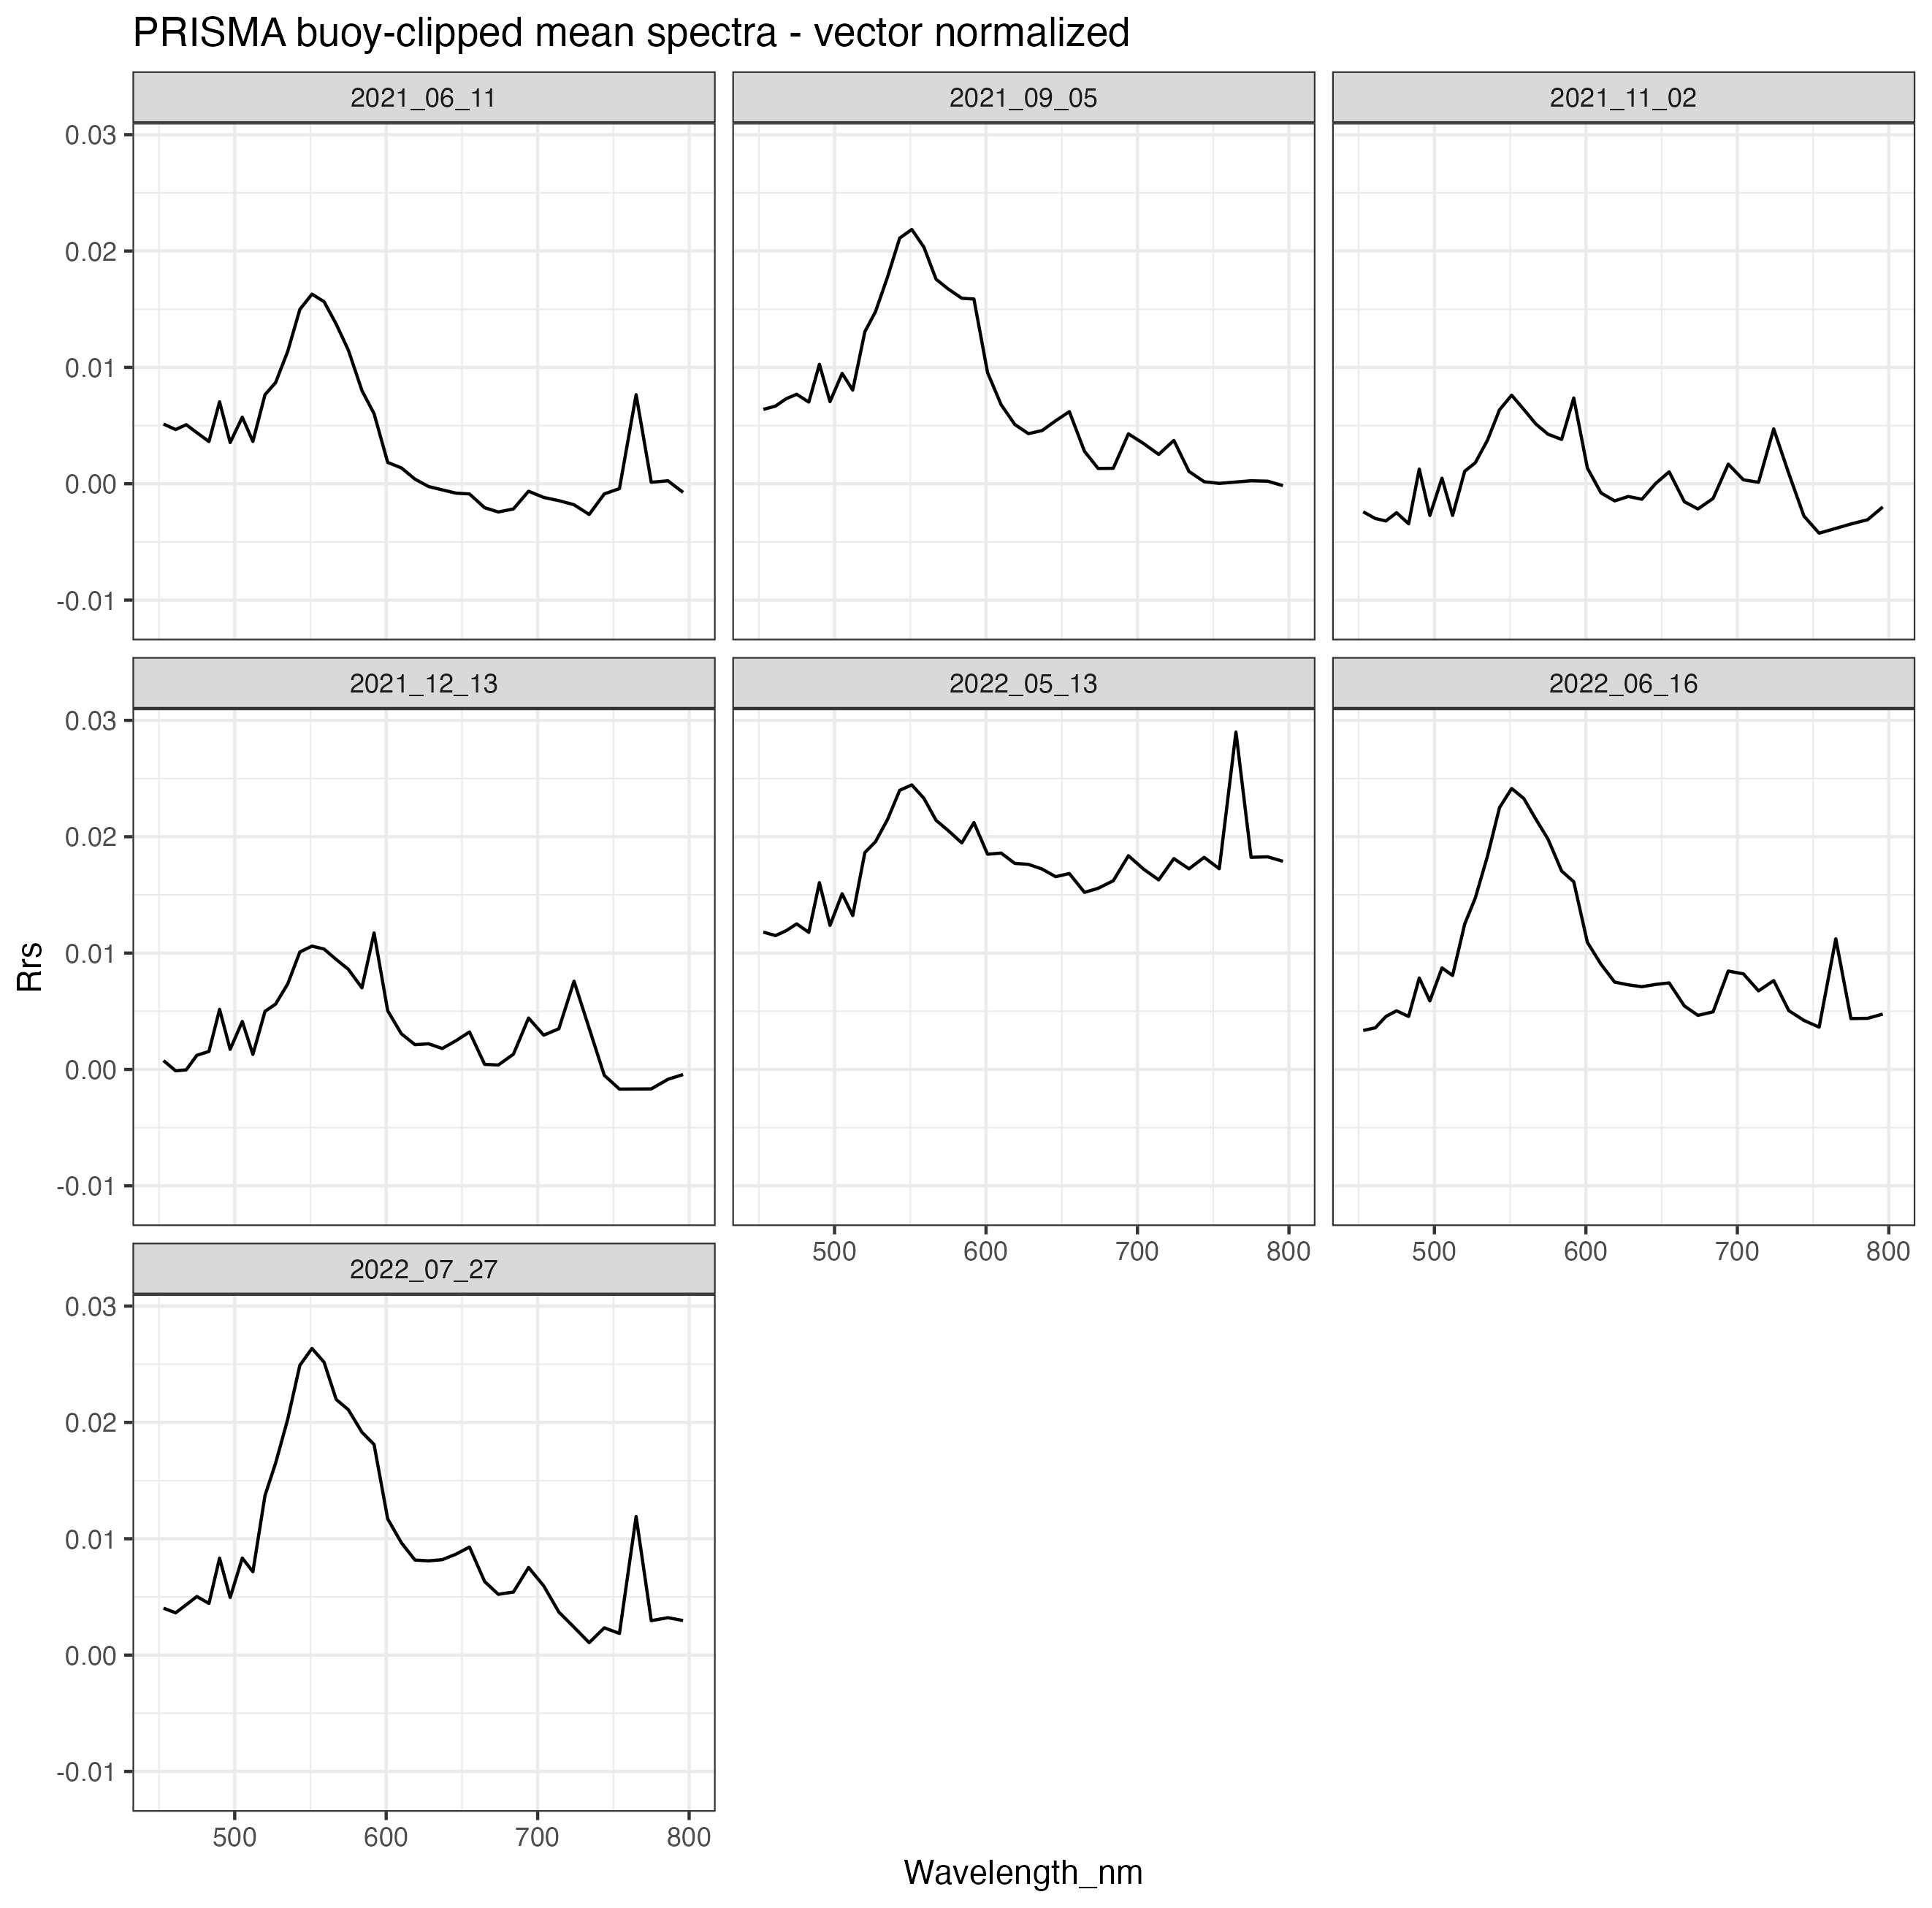 PRISMA buoy-clipped mean spectra - vector normalized
2021_06_11 2021_09_05 2021_11_02
0.03
0.02
0.01
0.00
-0.01
2021_12_13 2022_05_13 2022_06_16
0.03
0.02
0.01
0.00
-0.01
500 600 700 800 500 600 700 800
2022_07_27
0.03
0.02
0.01
0.00
-0.01
500 600 700 800
Rrs
Wavelength_nm